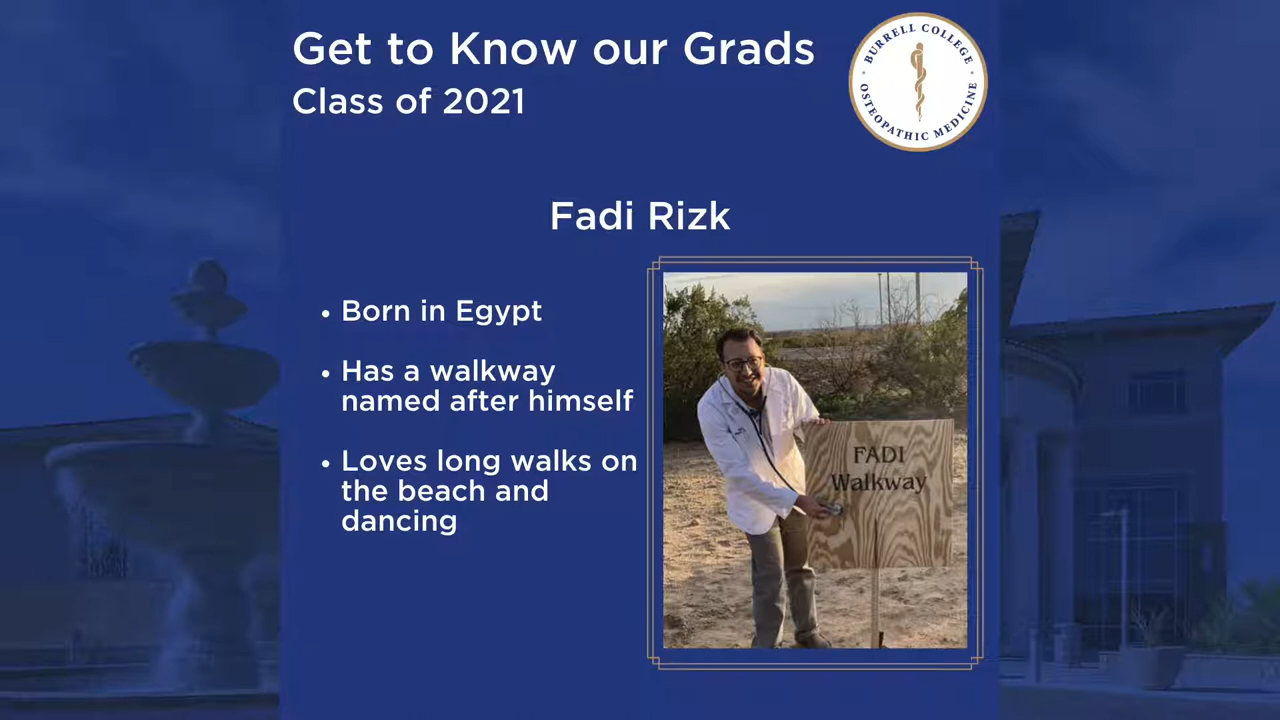 Get to Know our Grads
Class of 2021
BURRELL COLLEGE
OSTEOPATHIC MEDICINE
Fadi Rizk
• Born in Egypt
• Has a walkway
named after himself
• Loves long walks on
the beach and
dancing
FADI
Walkway